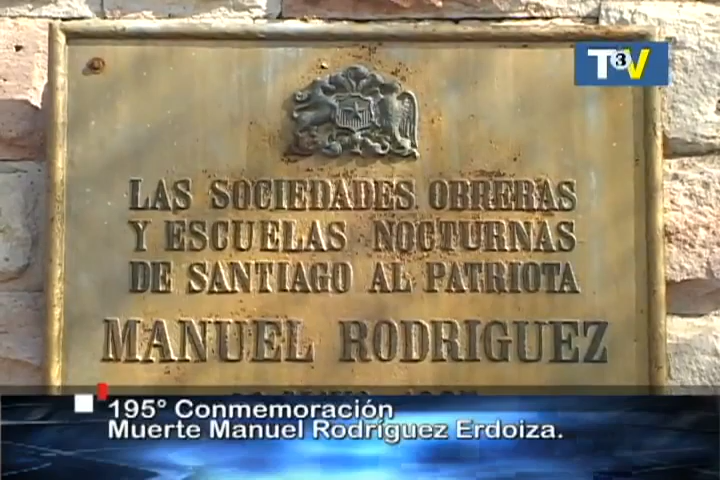 T3V
LAS SOCIEDADES OBRERAS
Y ESCUELAS NOCTURNAS
DE SANTIAGO AL PATRIOTA
MANUEL RODRIGUEZ
195° Conmemoración
Muerte Manuel Rodríguez Erdoiza.